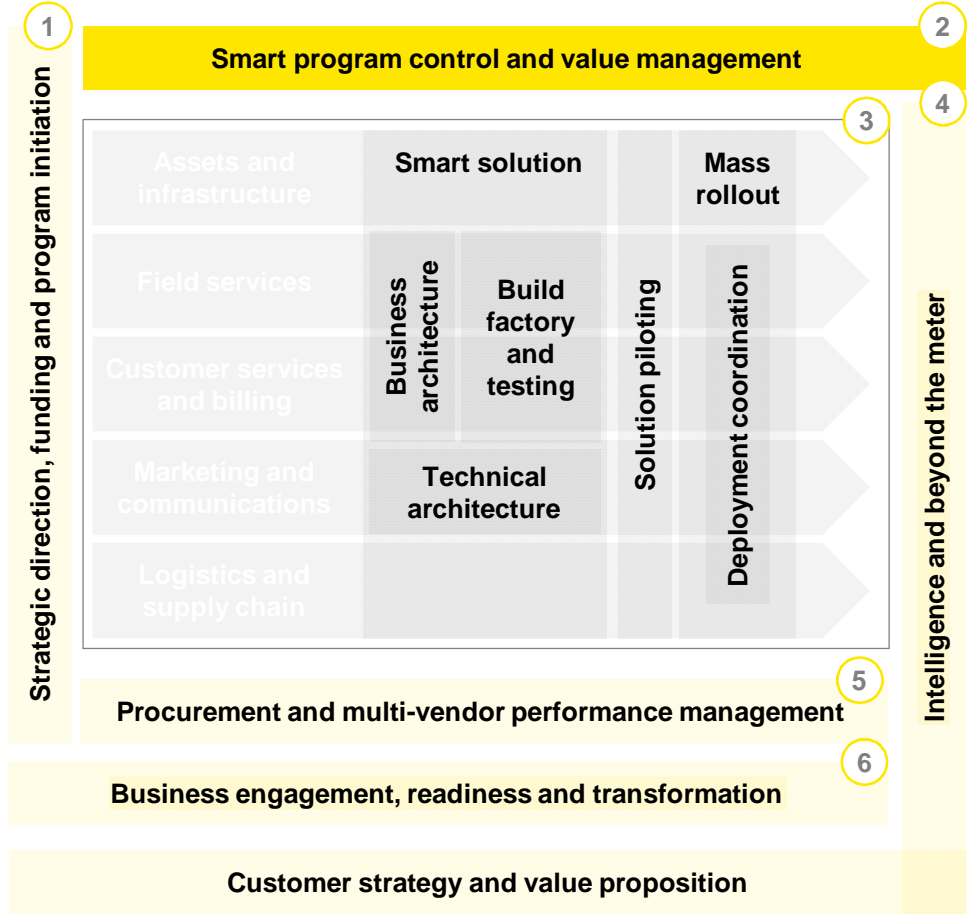 1
Strategic direction, funding and program initiation
2
Smart program control and value management
3
4
Assets and
infrastructure
Field services
Customer services
and billing
Marketing and
communications
Logistics and
supply chain
Smart solution
Business
architecture
Build
factory
and
testing
Technical
architecture
Solution piloting
Mass
rollout
Deployment coordination
Intelligence and beyond the meter
5
Procurement and multi-vendor performance management
6
Business engagement, readiness and transformation
Customer strategy and value proposition